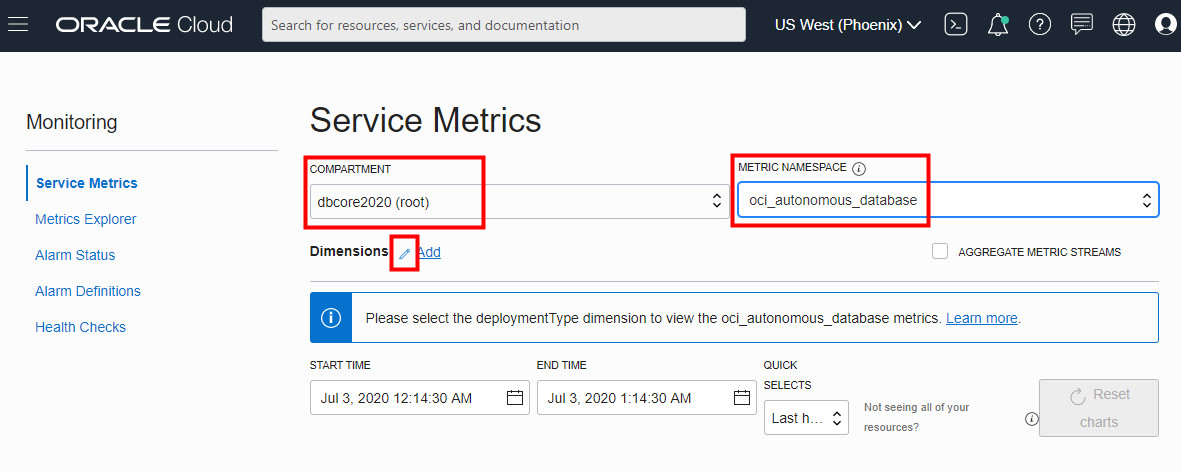 ORACLE Cloud
Search for resources, services, and documentation
US West (Phoenix)
Monitoring
Service Metrics
Metrics Explorer
Alarm Status
Alarm Definitions
Health Checks
Service Metrics
COMPARTMENT
dbcore2020 (root)
METRIC NAMESPACE
oci_autonomous_database
Dimensions Add
AGGREGATE METRIC STREAMS
Please select the deploymentType dimension to view the oci_autonomous_database metrics. Learn more.
START TIME
Jul 3, 2020 12:14:30 AM
END TIME
Jul 3, 2020 1:14:30 AM
QUICK
SELECTS
Last h...
Not seeing all of your
resources?
Reset
charts